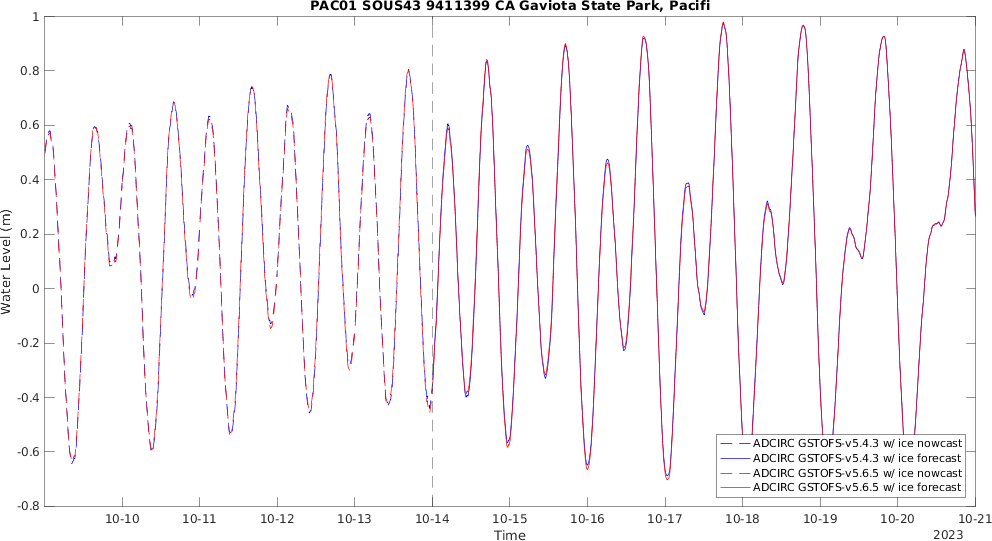 PAC01 SOUS43 9411399 CA Gaviota State Park, Pacifi
1
0.8
0.6
0.4
0.2
0
-0.2
-0.4
-0.6
-0.8
Water Level (m)
ADCIRC GSTOFS-v5.4.3 w/ ice nowcast
ADCIRC GSTOFS-v5.4.3 w/ ice forecast
ADCIRC GSTOFS-v5.6.5 w/ ice nowcast
ADCIRC GSTOFS-v5.6.5 w/ ice forecast
10-10 10-11 10-12 10-13 10-14 10-15 10-16 10-17 10-18 10-19 10-20 10-21
Time
2023